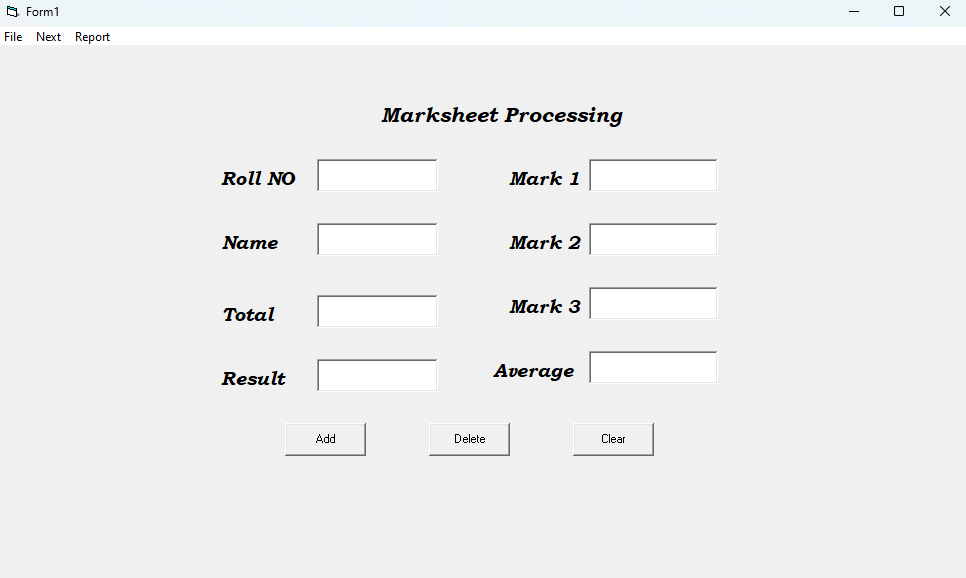 Form1
File Next Report
Marksheet Processing
Roll NO Mark 1
Name Mark 2
Mark 3
Total
Average
Result
Add Delete Clear